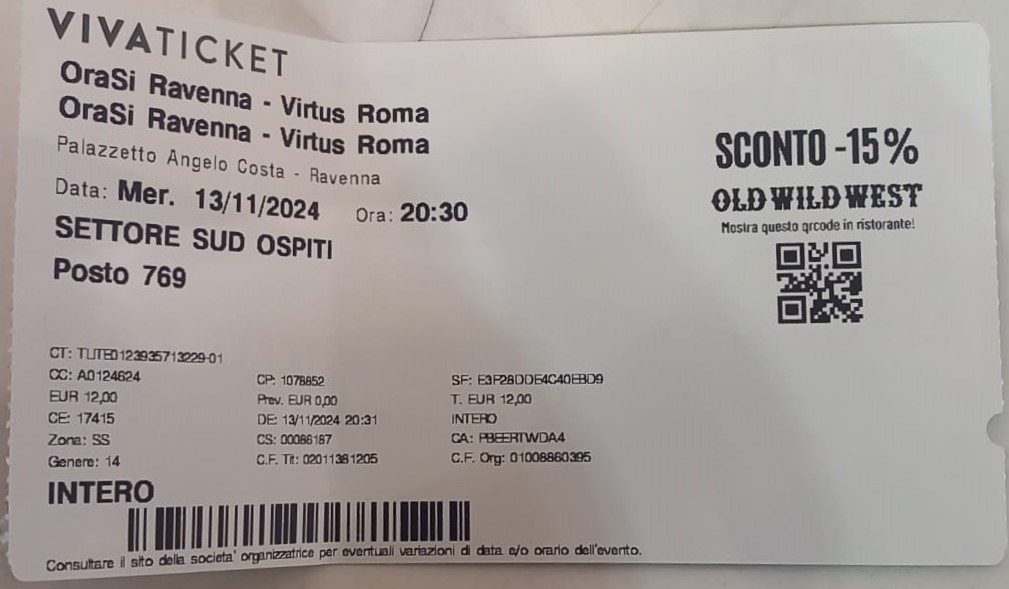 VIVATICKET
OraSi Ravenna - Virtus Roma
OraSi Ravenna - Virtus Roma
Palazzetto Angelo Costa - Ravenna
Data: Mer. 13/11/2024 Ora: 20:30
SETTORE SUD OSPITI
Posto 769
SCONTO -15%
OLD WILD WEST
Mostra questo qrcode in ristorante!
CT: TLITE0123935713229-01
CC: A0124624 CP: 1078852 SF: E3F28DDE4C40EBD9
EUR 12,00 Prev. EUR 0,00 T. EUR 12,00
CE: 17415 DE: 13/11/2024 20:31 INTERO
Zona: SS CS: 00086187 CA: PBEERTWDA4
Genere: 14 C.F. Tit: 02011381205 C.F. Org: 01008860395
INTERO
Consultare il sito della societa' organizzatrice per eventuali variazioni di data e/o orario dell'evento.